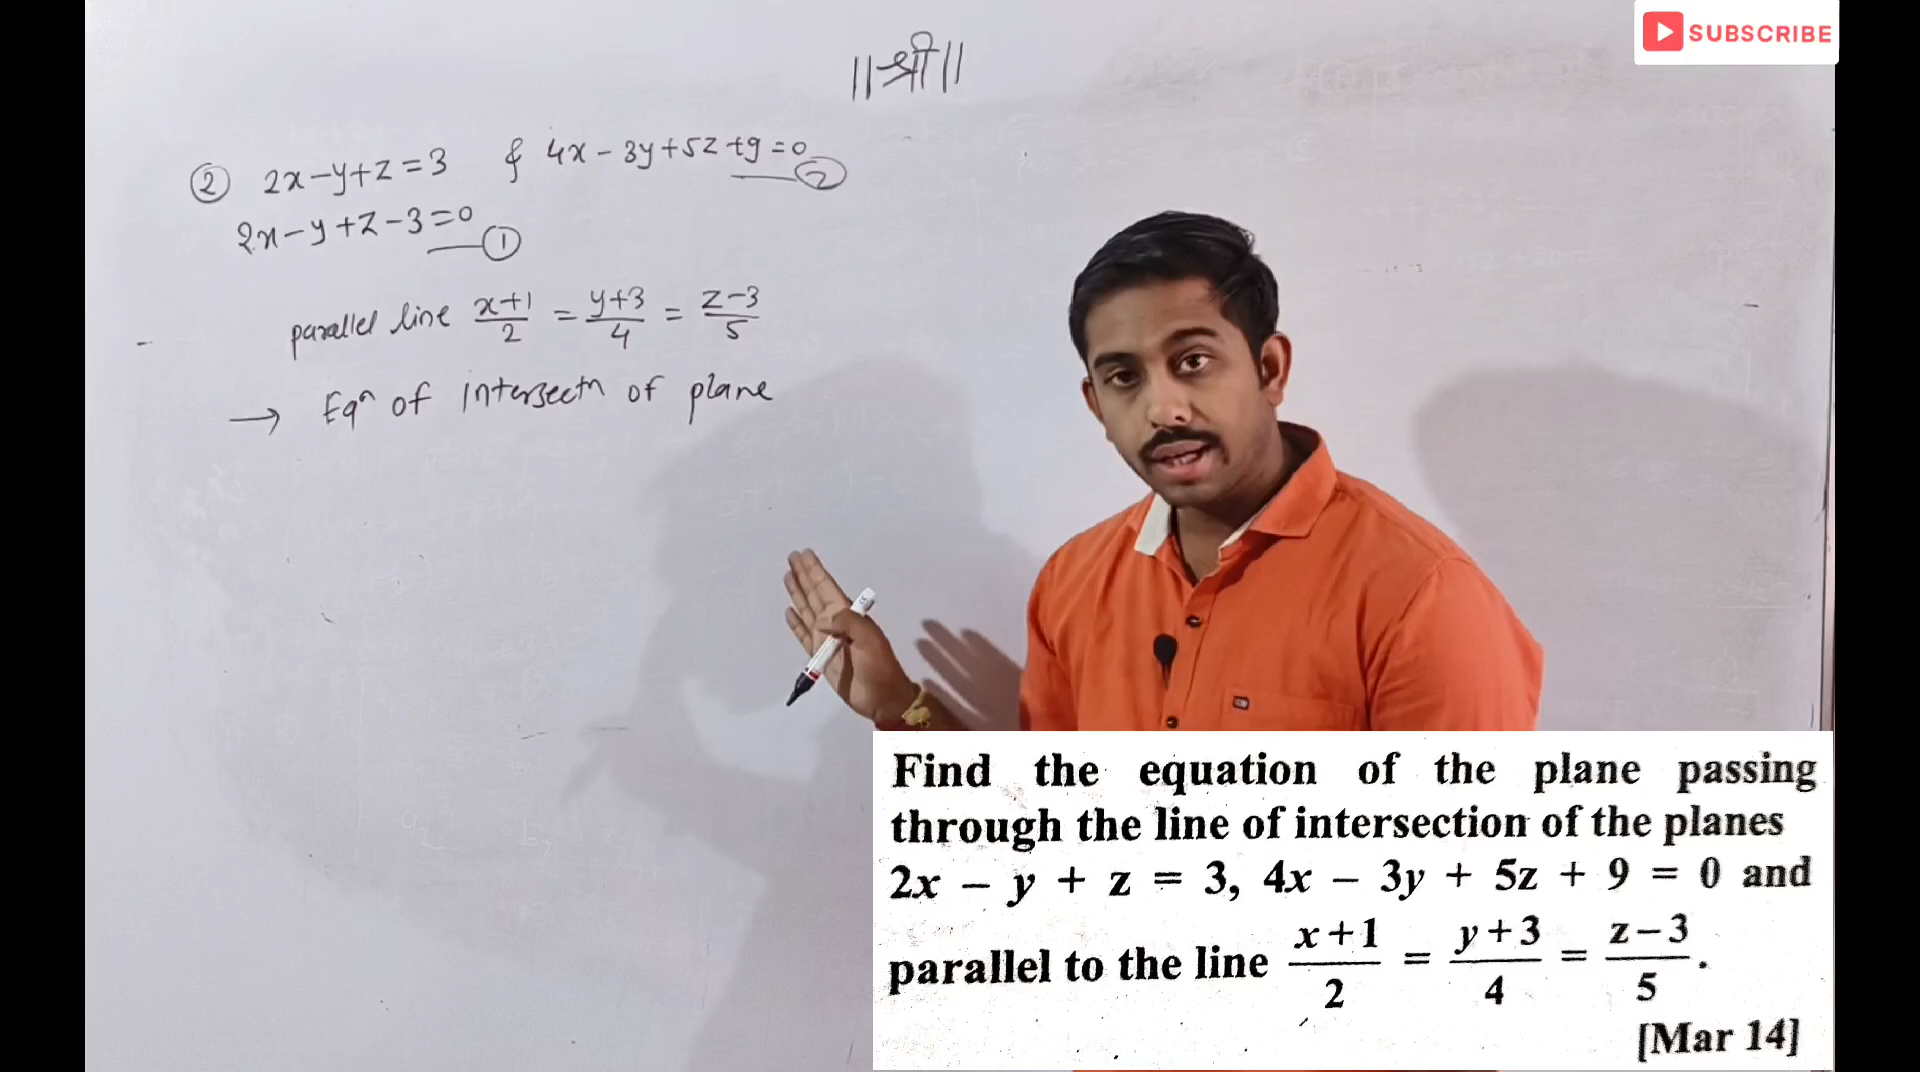 SUBSCRIBE
||श्री||
② 2x-y+z=3 & 4x-3y+5z+9=0 ②
2x-y+z-3=0 ①
parallel line x+1/2 = y+3/4 = z-3/5
→ Eqn of intersectn of plane
Find the equation of the plane passing
through the line of intersection of the planes
2x – y + z = 3, 4x – 3y + 5z + 9 = 0 and
parallel to the line x+1/2 = y+3/4 = z-3/5.
[Mar 14]